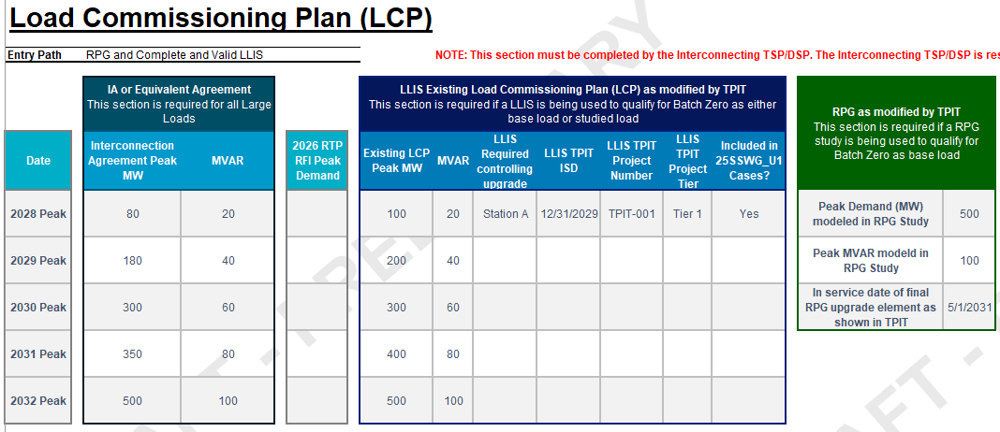 Load Commissioning Plan (LCP)
Entry Path RPG and Complete and Valid LLIS
NOTE: This section must be completed by the Interconnecting TSP/DSP. The Interconnecting TSP/DSP is res
IA or Equivalent Agreement
This section is required for all Large
Loads
LLIS Existing Load Commissioning Plan (LCP) as modified by TPIT
This section is required if a LLIS is being used to qualify for Batch Zero as either
base load or studied load
RPG as modified by TPIT
This section is required if a RPG
study is being used to qualify for
Batch Zero as base load
Date
Interconnection
Agreement Peak
MW
MVAR
2026 RTP
RFI Peak
Demand
Existing LCP
Peak MW
MVAR
LLIS
Required
controlling
upgrade
LLIS TPIT
ISD
LLIS TPIT
Project
Number
LLIS
TPIT
Project
Tier
Included in
25SSWG_U1
Cases?
2028 Peak 80 20 100 20 Station A 12/31/2029 TPIT-001 Tier 1 Yes
2029 Peak 180 40 200 40
2030 Peak 300 60 300 60
2031 Peak 350 80 400 80
2032 Peak 500 100 500 100
Peak Demand (MW)
modeled in RPG Study
500
Peak MVAR modeld in
RPG Study
100
In service date of final
RPG upgrade element as
shown in TPIT
5/1/2031